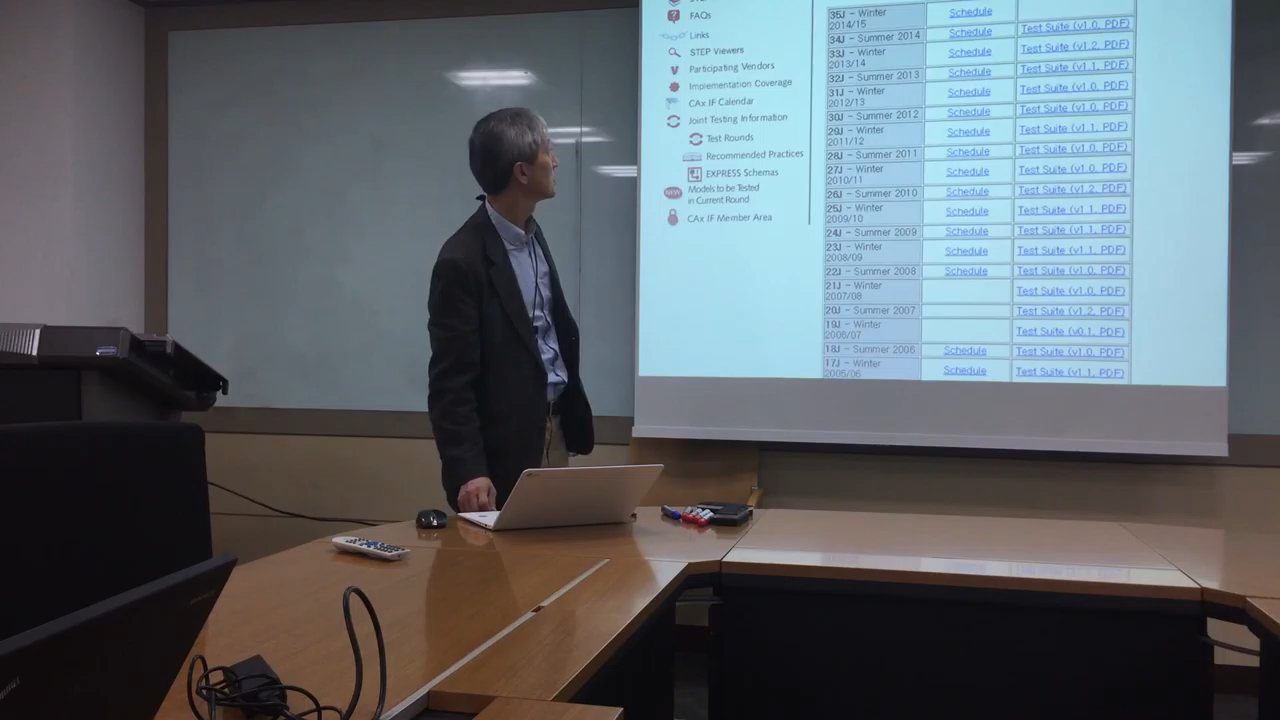 FAQs
Links
STEP Viewers
Participating Vendors
Implementation Coverage
CAx IF Calendar
Joint Testing Information
Test Rounds
Recommended Practices
EXPRESS Schemas
NEW
Models to be Tested
in Current Round
CAx IF Member Area
35J - Winter
2014/15
Schedule
34J - Summer 2014
Schedule
Test Suite (v1.0, PDF)
33J - Winter
2013/14
Schedule
Test Suite (v1.2, PDF)
32J - Summer 2013
Schedule
Test Suite (v1.1, PDF)
31J - Winter
2012/13
Schedule
Test Suite (v1.0, PDF)
30J - Summer 2012
Schedule
Test Suite (v1.0, PDF)
29J - Winter
2011/12
Schedule
Test Suite (v1.1, PDF)
28J - Summer 2011
Schedule
Test Suite (v1.0, PDF)
27J - Winter
2010/11
Schedule
Test Suite (v1.0, PDF)
26J - Summer 2010
Schedule
Test Suite (v1.2, PDF)
25J - Winter
2009/10
Schedule
Test Suite (v1.1, PDF)
24J - Summer 2009
Schedule
Test Suite (v1.1, PDF)
23J - Winter
2008/09
Schedule
Test Suite (v1.1, PDF)
22J - Summer 2008
Schedule
Test Suite (v1.0, PDF)
21J - Winter
2007/08
Test Suite (v1.0, PDF)
20J - Summer 2007
Test Suite (v1.2, PDF)
19J - Winter
2006/07
Test Suite (v0.1, PDF)
18J - Summer 2006
Schedule
Test Suite (v1.0, PDF)
17J - Winter
2005/06
Schedule
Test Suite (v1.1, PDF)